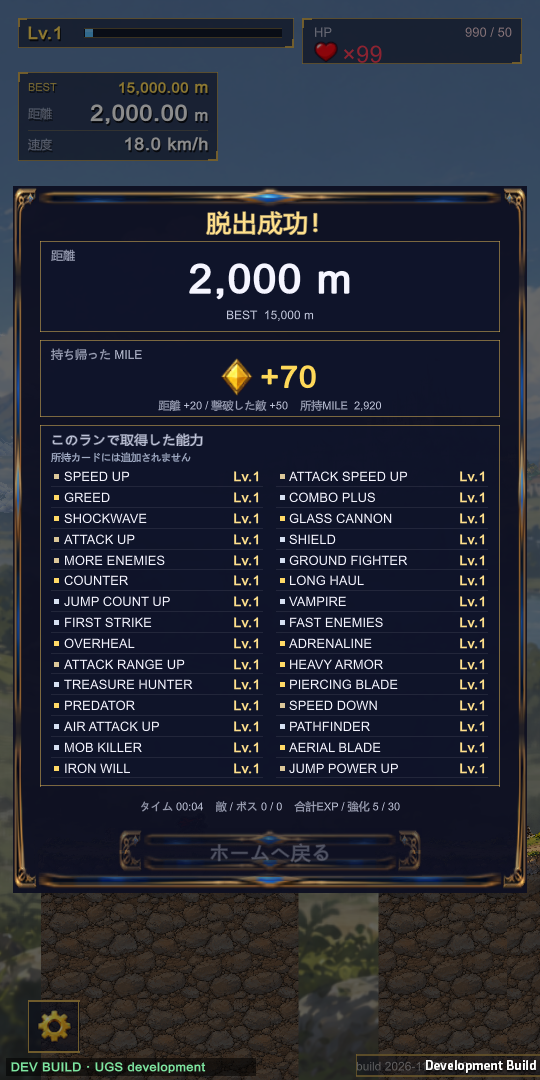 Lv.1
HP 990 / 50
×99
BEST 15,000.00 m
距離 2,000.00 m
速度 18.0 km/h
脱出成功！
距離
2,000 m
BEST 15,000 m
持ち帰った MILE
+70
距離 +20 / 撃破した敵 +50 所持MILE 2,920
このランで取得した能力
所持カードには追加されません
SPEED UP Lv.1 ATTACK SPEED UP Lv.1
GREED Lv.1 COMBO PLUS Lv.1
SHOCKWAVE Lv.1 GLASS CANNON Lv.1
ATTACK UP Lv.1 SHIELD Lv.1
MORE ENEMIES Lv.1 GROUND FIGHTER Lv.1
COUNTER Lv.1 LONG HAUL Lv.1
JUMP COUNT UP Lv.1 VAMPIRE Lv.1
FIRST STRIKE Lv.1 FAST ENEMIES Lv.1
OVERHEAL Lv.1 ADRENALINE Lv.1
ATTACK RANGE UP Lv.1 HEAVY ARMOR Lv.1
TREASURE HUNTER Lv.1 PIERCING BLADE Lv.1
PREDATOR Lv.1 SPEED DOWN Lv.1
AIR ATTACK UP Lv.1 PATHFINDER Lv.1
MOB KILLER Lv.1 AERIAL BLADE Lv.1
IRON WILL Lv.1 JUMP POWER UP Lv.1
タイム 00:04 敵 / ボス 0 / 0 合計EXP / 強化 5 / 30
ホームへ戻る
DEV BUILD · UGS development
build 2026-1
Development Build